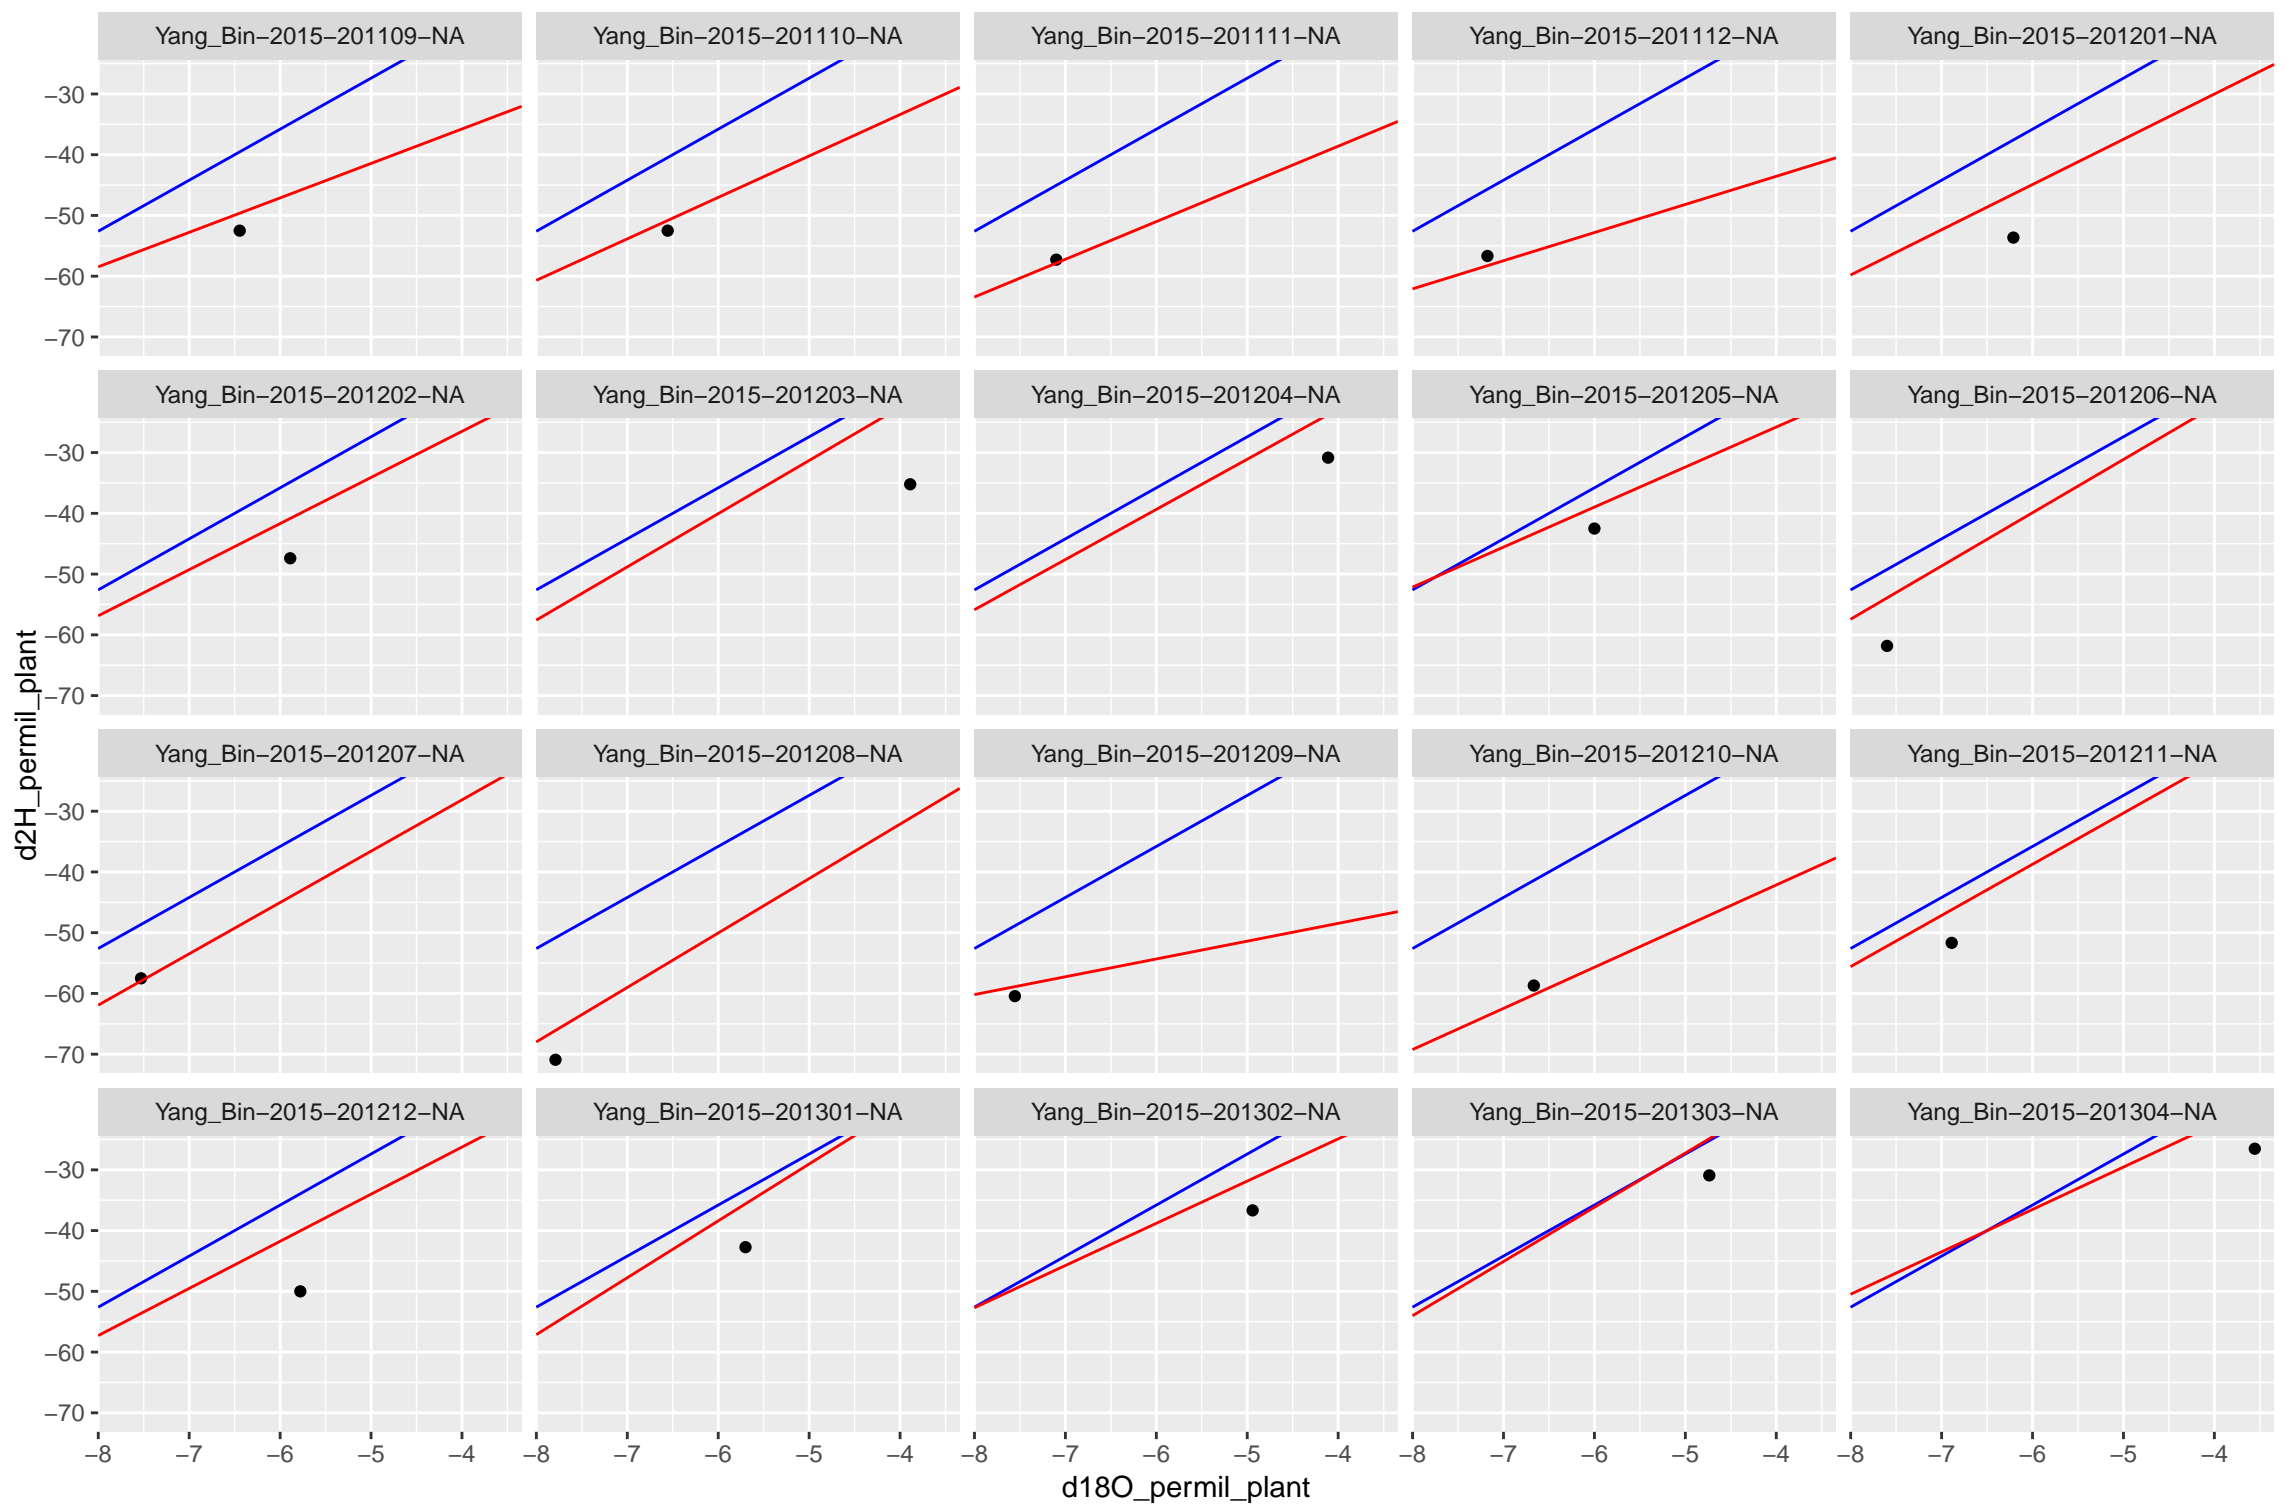 Yang_Bin−2015−201109−NA
Yang_Bin−2015−201110−NA
Yang_Bin−2015−201111−NA
Yang_Bin−2015−201112−NA
Yang_Bin−2015−201201−NA
−30
−40
−50
−60
−70
Yang_Bin−2015−201202−NA
Yang_Bin−2015−201203−NA
Yang_Bin−2015−201204−NA
Yang_Bin−2015−201205−NA
Yang_Bin−2015−201206−NA
−30
−40
−50
−60
−70
Yang_Bin−2015−201207−NA
Yang_Bin−2015−201208−NA
Yang_Bin−2015−201209−NA
Yang_Bin−2015−201210−NA
Yang_Bin−2015−201211−NA
−30
−40
−50
−60
−70
Yang_Bin−2015−201212−NA
Yang_Bin−2015−201301−NA
Yang_Bin−2015−201302−NA
Yang_Bin−2015−201303−NA
Yang_Bin−2015−201304−NA
−30
−40
−50
−60
−70
−8 −7 −6 −5 −4
−8 −7 −6 −5 −4
−8 −7 −6 −5 −4
−8 −7 −6 −5 −4
−8 −7 −6 −5 −4
d18O_permil_plant
d2H_permil_plant